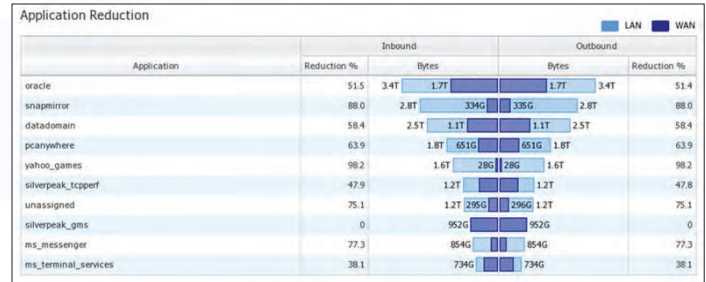 Application Reduction
LAN WAN
Inbound Outbound
Application Reduction % Bytes Bytes Reduction %
oracle 51.5 3.4T 1.7T 1.7T 3.4T 51.4
snapmirror 88.0 2.8T 334G 335G 2.8T 88.0
datadomain 58.4 2.5T 1.1T 1.1T 2.5T 58.4
pcanywhere 63.9 1.8T 651G 651G 1.8T 63.9
yahoo_games 98.2 1.6T 28G 28G 1.6T 98.2
silverpeak_tcpperf 47.9 1.2T 1.2T 47.8
unassigned 75.1 1.2T 295G 296G 1.2T 75.1
silverpeak_gms 0 952G 952G 0
ms_messenger 77.3 854G 854G 77.3
ms_terminal_services 38.1 734G 734G 38.1